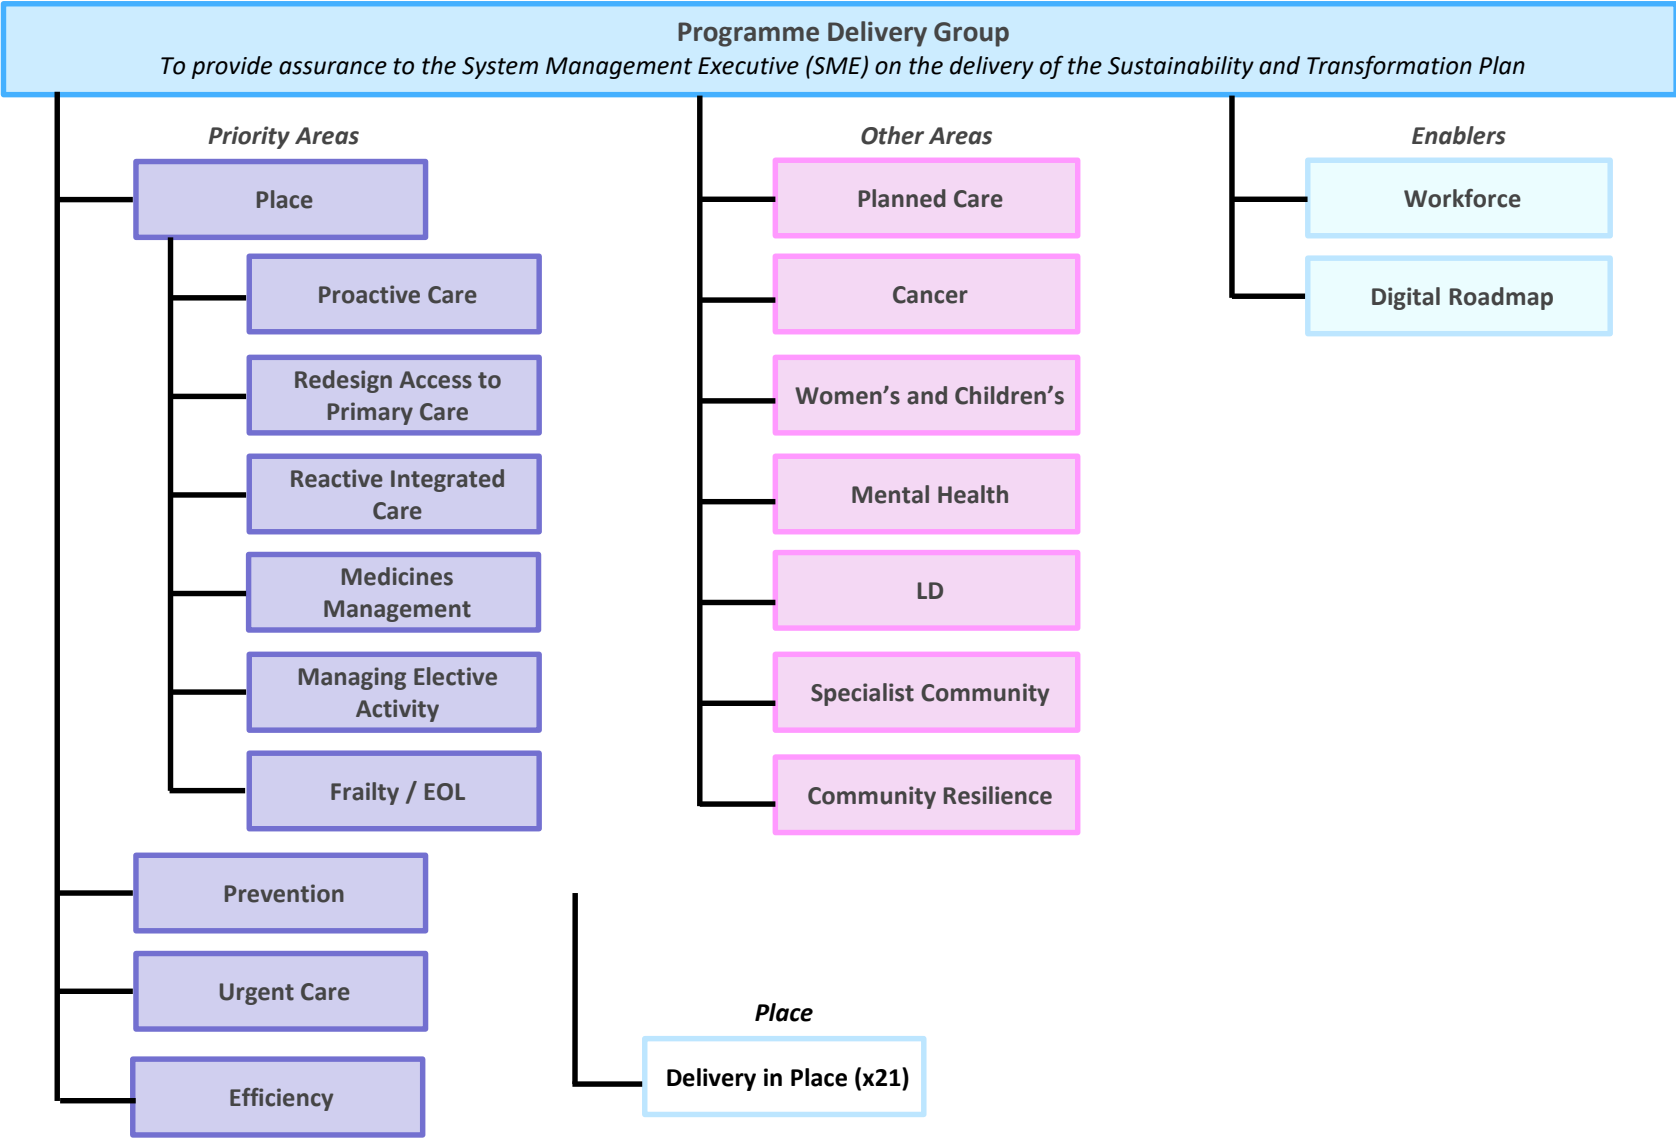 Programme Delivery Group
To provide assurance to the System Management Executive (SME) on the delivery of the Sustainability and Transformation Plan
Priority Areas
Place
Proactive Care
Redesign Access to
Primary Care
Reactive Integrated
Care
Medicines
Management
Managing Elective
Activity
Frailty / EOL
Prevention
Urgent Care
Efficiency
Other Areas
Planned Care
Cancer
Women’s and Children’s
Mental Health
LD
Specialist Community
Community Resilience
Place
Delivery in Place (x21)
Enablers
Workforce
Digital Roadmap